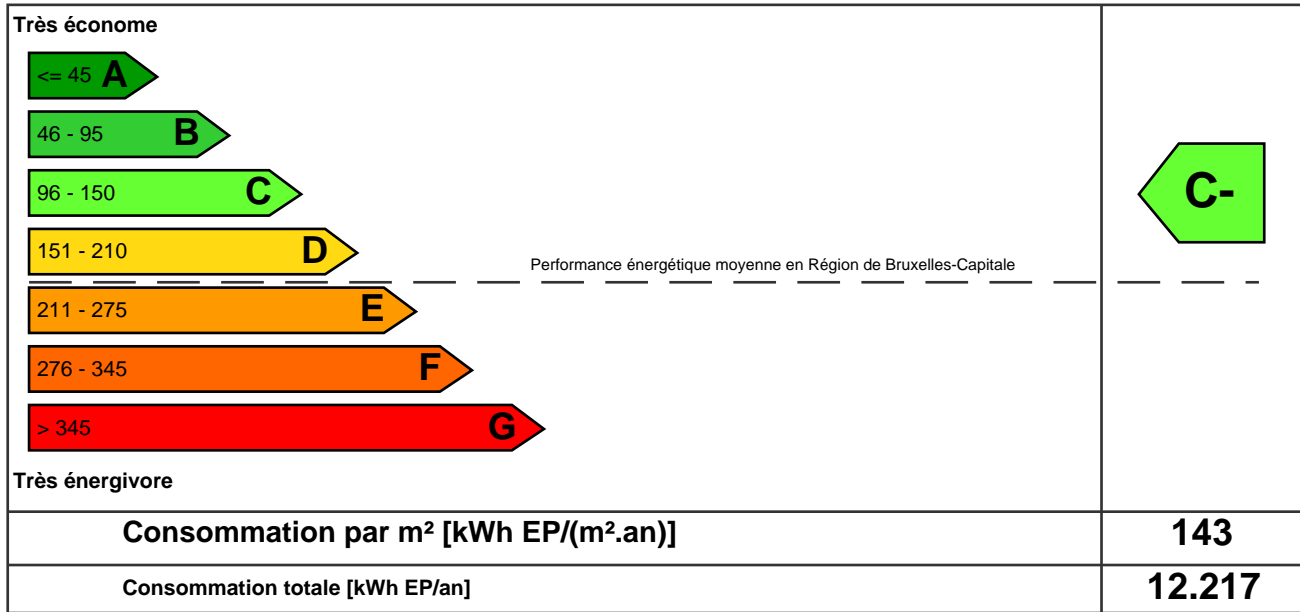 Très économe
<= 45 A
46 - 95 B
96 - 150 C
C-
151 - 210 D
Performance énergétique moyenne en Région de Bruxelles-Capitale
211 - 275 E
276 - 345 F
> 345 G
Très énergivore
Consommation par m² [kWh EP/(m².an)] 143
Consommation totale [kWh EP/an] 12.217